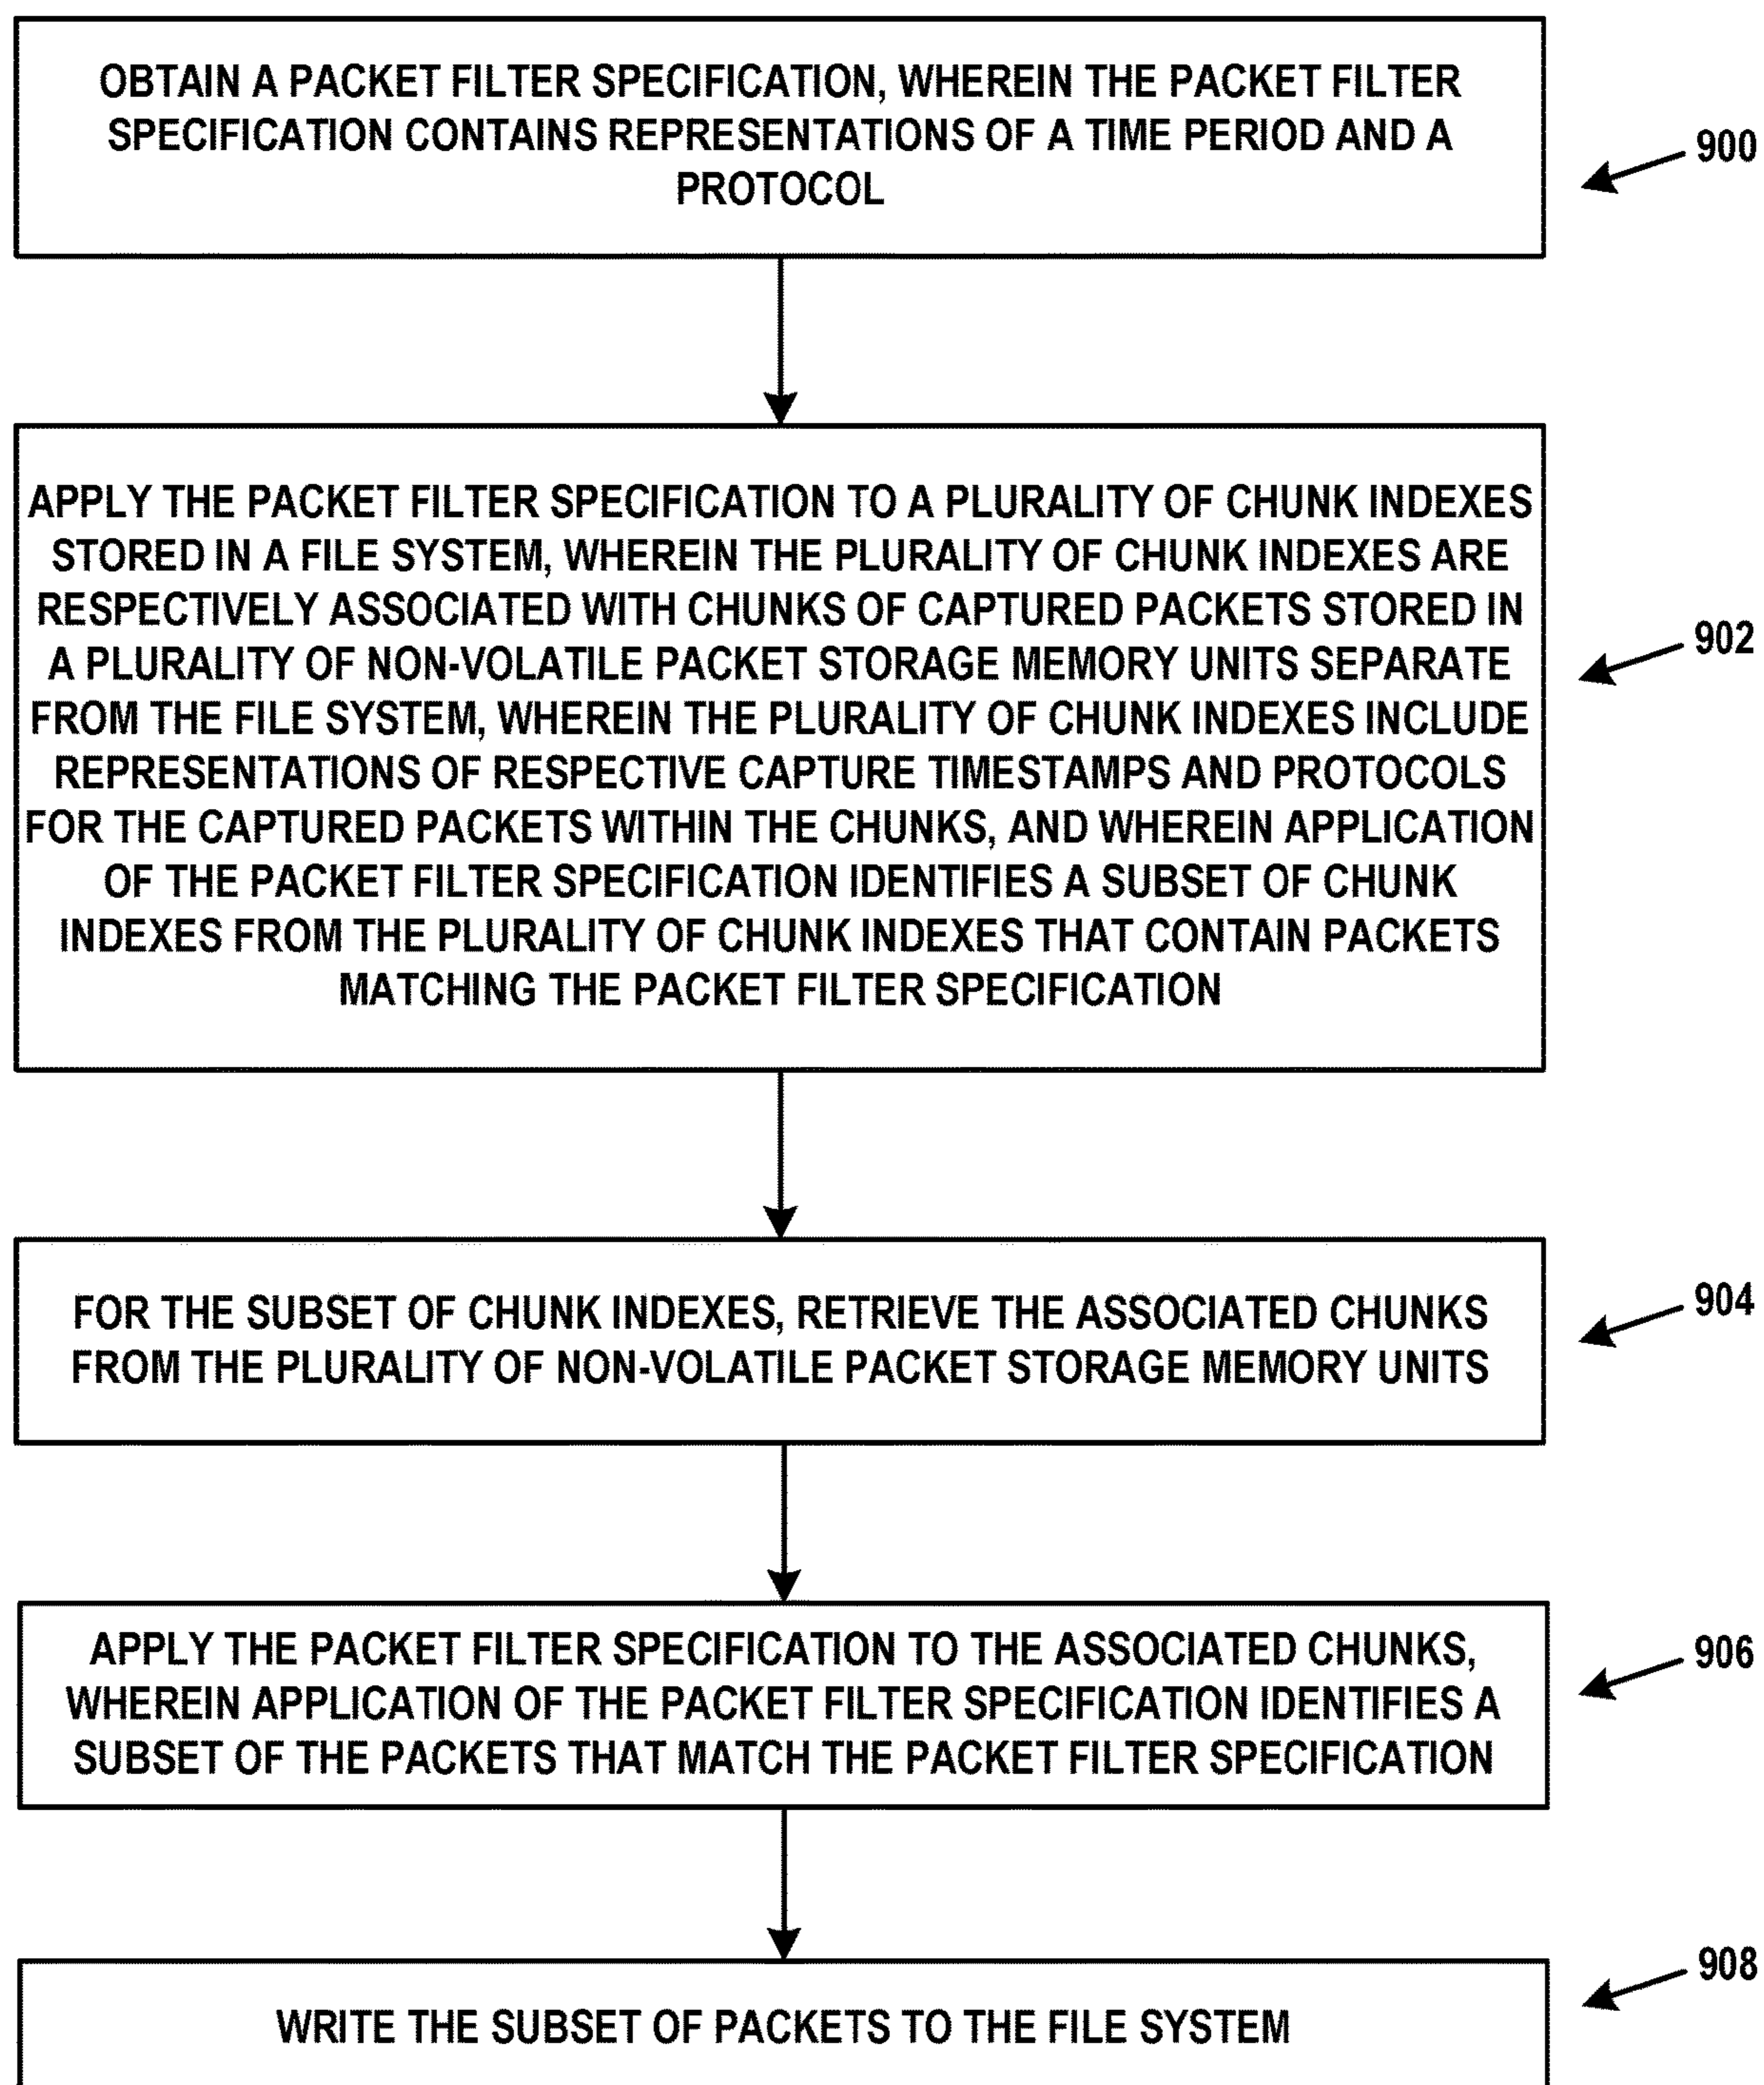 OBTAIN A PACKET FILTER SPECIFICATION, WHEREIN THE PACKET FILTER
SPECIFICATION CONTAINS REPRESENTATIONS OF A TIME PERIOD AND A
PROTOCOL
900
APPLY THE PACKET FILTER SPECIFICATION TO A PLURALITY OF CHUNK INDEXES
STORED IN A FILE SYSTEM, WHEREIN THE PLURALITY OF CHUNK INDEXES ARE
RESPECTIVELY ASSOCIATED WITH CHUNKS OF CAPTURED PACKETS STORED IN
A PLURALITY OF NON-VOLATILE PACKET STORAGE MEMORY UNITS SEPARATE
FROM THE FILE SYSTEM, WHEREIN THE PLURALITY OF CHUNK INDEXES INCLUDE
REPRESENTATIONS OF RESPECTIVE CAPTURE TIMESTAMPS AND PROTOCOLS
FOR THE CAPTURED PACKETS WITHIN THE CHUNKS, AND WHEREIN APPLICATION
OF THE PACKET FILTER SPECIFICATION IDENTIFIES A SUBSET OF CHUNK
INDEXES FROM THE PLURALITY OF CHUNK INDEXES THAT CONTAIN PACKETS
MATCHING THE PACKET FILTER SPECIFICATION
902
FOR THE SUBSET OF CHUNK INDEXES, RETRIEVE THE ASSOCIATED CHUNKS
FROM THE PLURALITY OF NON-VOLATILE PACKET STORAGE MEMORY UNITS
904
APPLY THE PACKET FILTER SPECIFICATION TO THE ASSOCIATED CHUNKS,
WHEREIN APPLICATION OF THE PACKET FILTER SPECIFICATION IDENTIFIES A
SUBSET OF THE PACKETS THAT MATCH THE PACKET FILTER SPECIFICATION
906
WRITE THE SUBSET OF PACKETS TO THE FILE SYSTEM
908